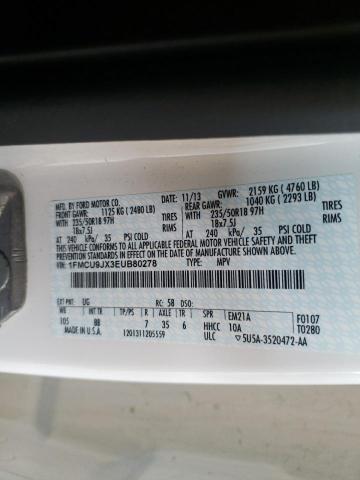 MFD. BY FORD MOTOR CO.
DATE: 11/13 GVWR: 2159 KG (4760 LB)
FRONT GAWR: 1125 KG (2480 LB) REAR GAWR: 1040 KG (2293 LB)
235/50R18 97H TIRES 235/50R18 97H TIRES
18x7.5J RIMS 18x7.5J RIMS
AT 240 kPa/ 35 PSI COLD AT 240 kPa/ 35 PSI COLD
THIS VEHICLE CONFORMS TO ALL APPLICABLE FEDERAL MOTOR VEHICLE SAFETY
STANDARDS IN EFFECT ON THE DATE OF MANUFACTURE SHOWN ABOVE.
VIN: 1FMCU9JX3EUB80278 TYPE: MPV
EXT PNT: UG RC: 58 DSO:
WB INT TR TP/PS R AXLE TR SPR EM21A F0107
105 BB 7 35 6 HHCC 10A T0280
MADE IN U.S.A. 1201311205559 ULC 5U5A-3520472-AA